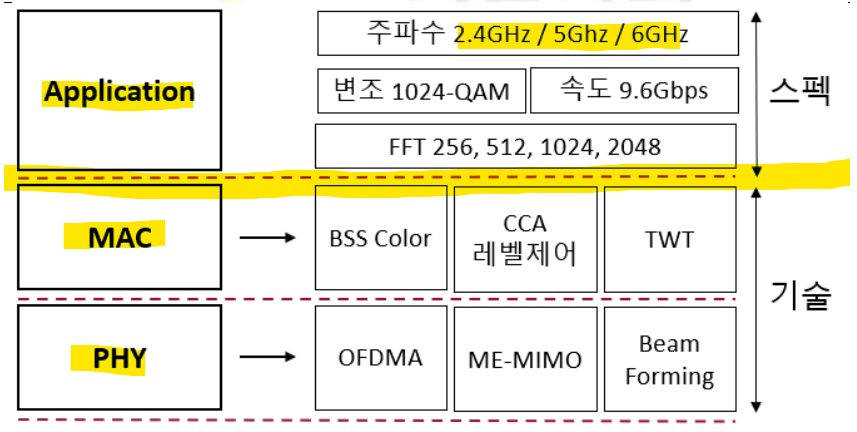 주파수 2.4GHz / 5Ghz / 6GHz
Application
변조 1024-QAM
속도 9.6Gbps
스펙
FFT 256, 512, 1024, 2048
MAC
BSS Color
CCA
레벨제어
TWT
기술
PHY
OFDMA
ME-MIMO
Beam
Forming